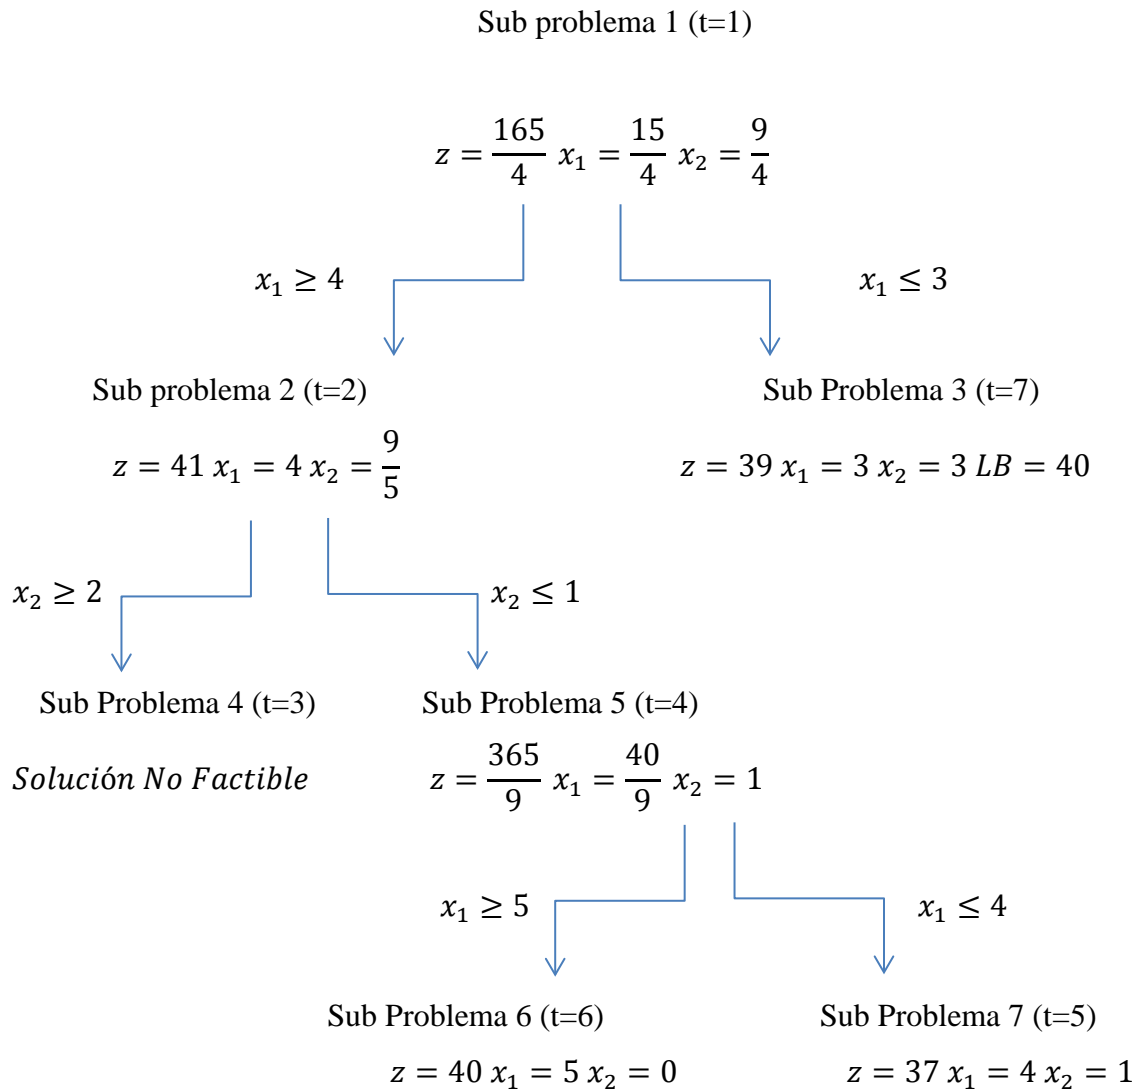 Sub problema 1 (t=1)
z = 165/4 x₁ = 15/4 x₂ = 9/4
x₁ ≥ 4
x₁ ≤ 3
Sub problema 2 (t=2)
Sub Problema 3 (t=7)
z = 41 x₁ = 4 x₂ = 9/5
z = 39 x₁ = 3 x₂ = 3 LB = 40
x₂ ≥ 2
x₂ ≤ 1
Sub Problema 4 (t=3)
Sub Problema 5 (t=4)
Solución No Factible
z = 365/9 x₁ = 40/9 x₂ = 1
x₁ ≥ 5
x₁ ≤ 4
Sub Problema 6 (t=6)
Sub Problema 7 (t=5)
z = 40 x₁ = 5 x₂ = 0
z = 37 x₁ = 4 x₂ = 1